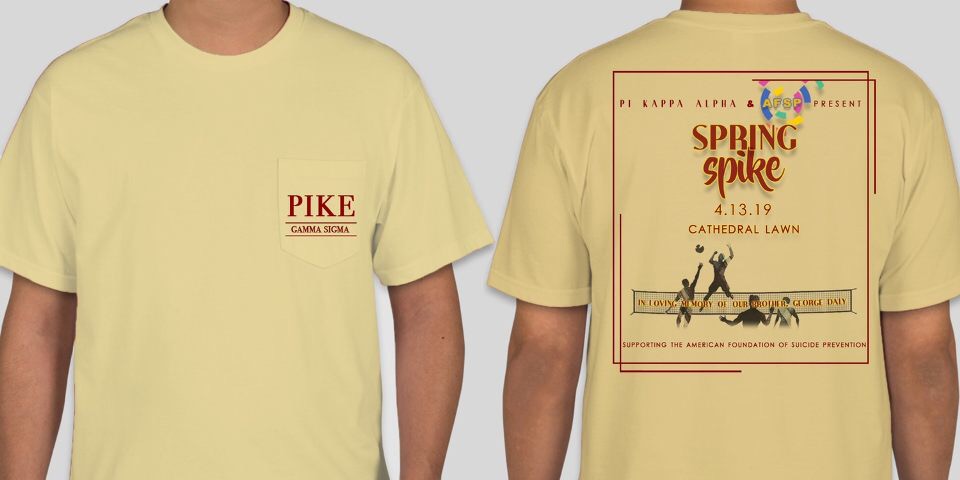 PIKE
GAMMA SIGMA
PI KAPPA ALPHA & AFSP PRESENT
SPRING
spike
4.13.19
CATHEDRAL LAWN
IN LOVING MEMORY OF OUR BROTHER, GEORGE DALY
SUPPORTING THE AMERICAN FOUNDATION OF SUICIDE PREVENTION